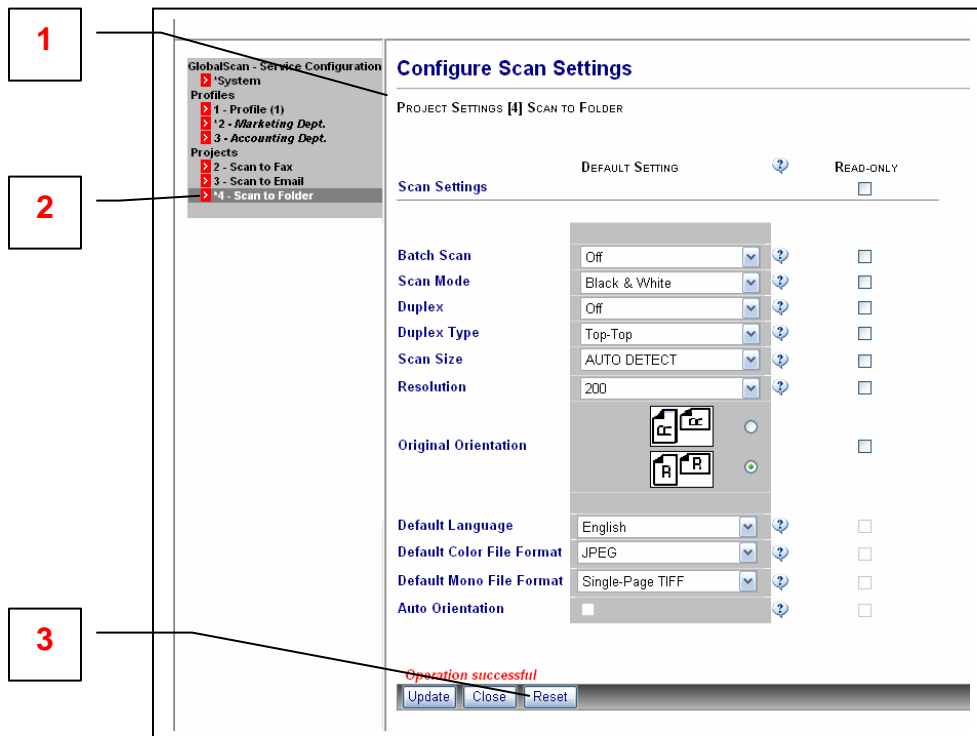 1
2
3
GlobalScan - Service Configuration
*System
Profiles
1 - Profile (1)
*2 - Marketing Dept.
3 - Accounting Dept.
Projects
2 - Scan to Fax
3 - Scan to Email
*4 - Scan to Folder
Configure Scan Settings
PROJECT SETTINGS [4] SCAN TO FOLDER
DEFAULT SETTING ? READ-ONLY
Scan Settings
Batch Scan Off ?
Scan Mode Black & White ?
Duplex Off ?
Duplex Type Top-Top ?
Scan Size AUTO DETECT ?
Resolution 200 ?
R R
Original Orientation
R R
Default Language English ?
Default Color File Format JPEG ?
Default Mono File Format Single-Page TIFF ?
Auto Orientation ?
Operation successful
Update Close Reset